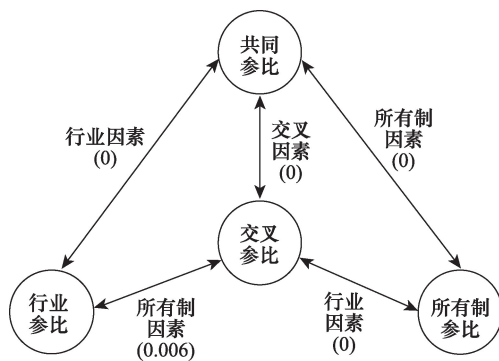 共同
参比
行业因素
(0)
交叉
因素
(0)
所有制
因素
(0)
交叉
参比
行业
参比
所有制
因素
(0.006)
行业
因素
(0)
所有制
参比